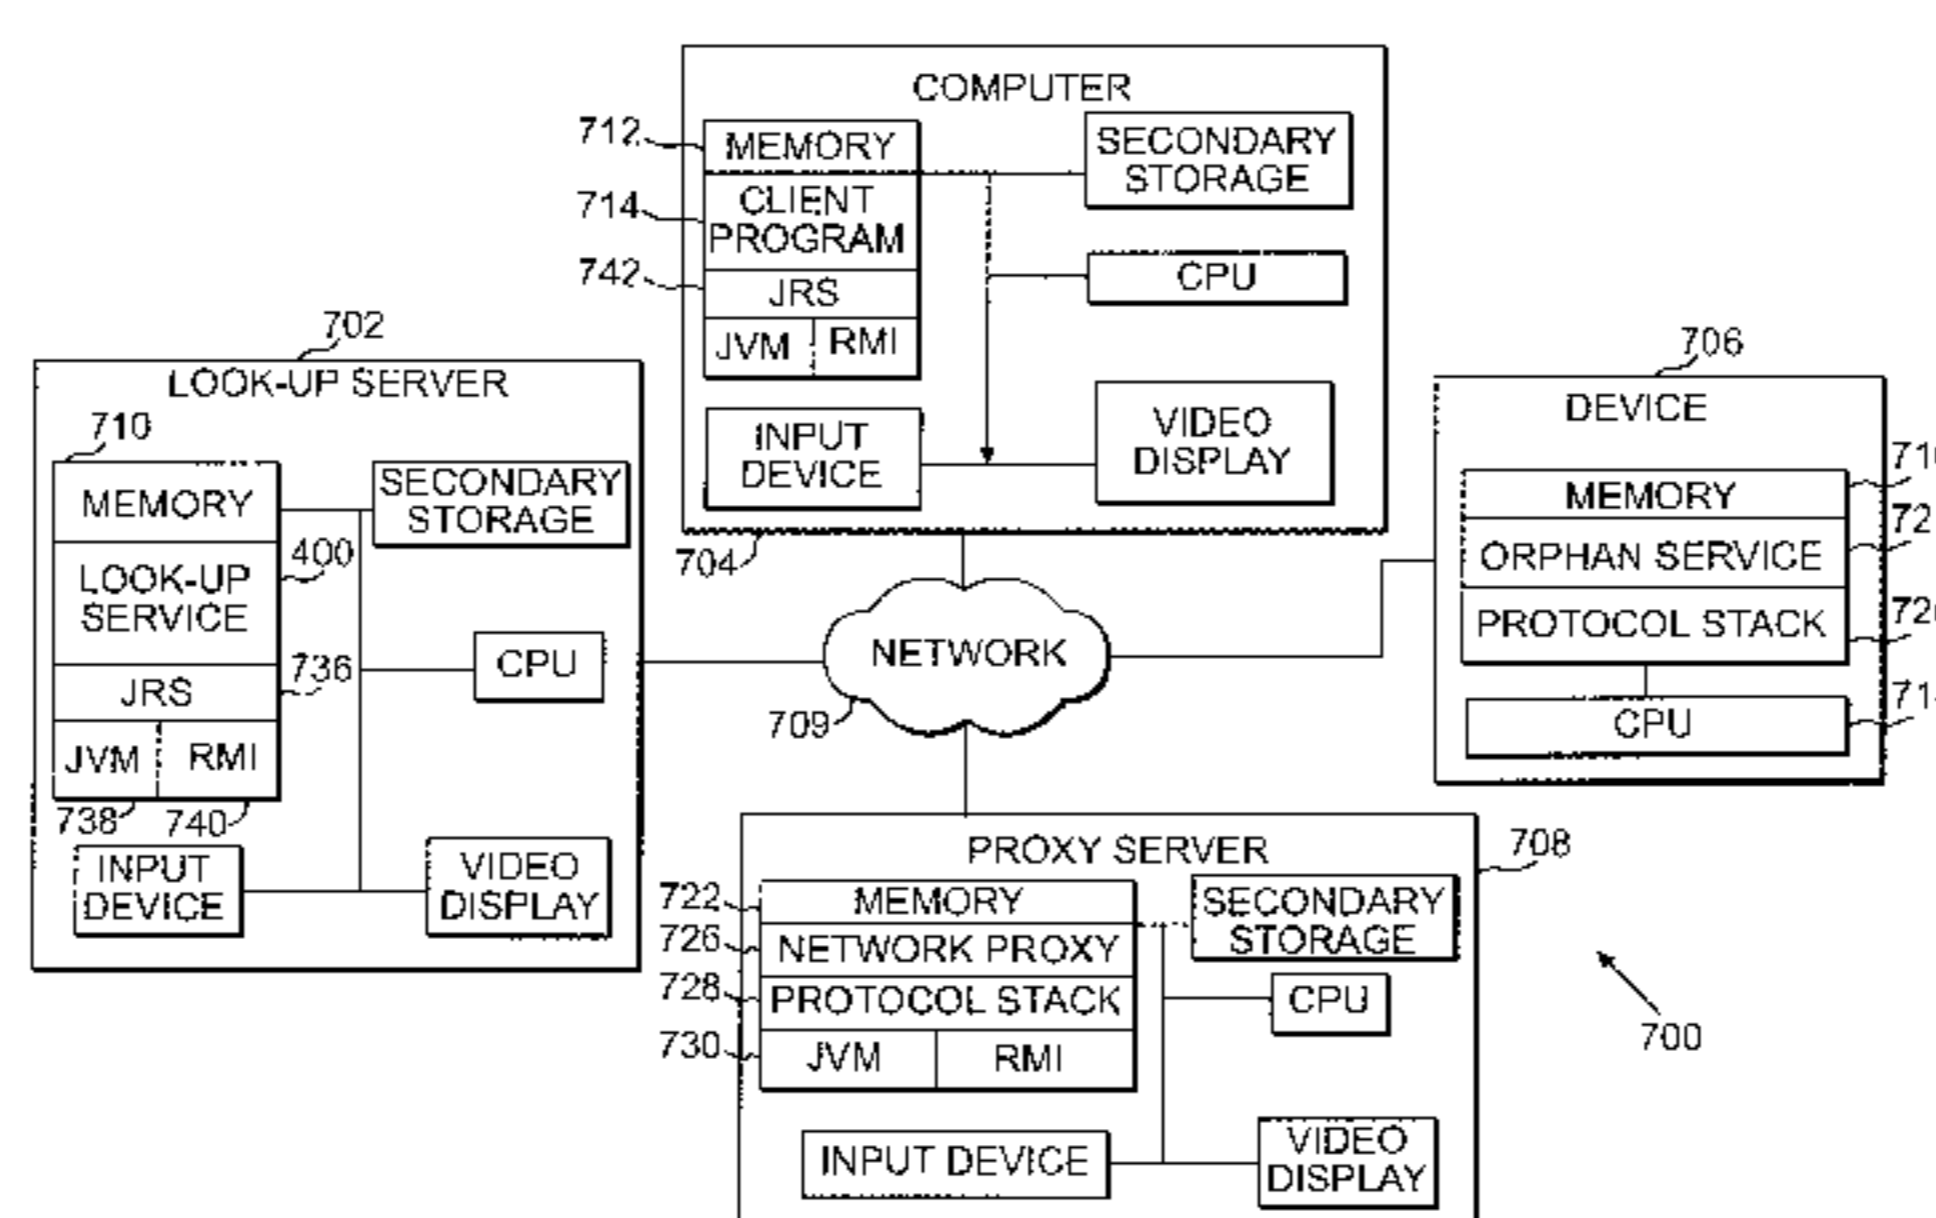 COMPUTER
712
MEMORY
SECONDARY
STORAGE
714
CLIENT
PROGRAM
742
JRS
CPU
JVM
RMI
INPUT
DEVICE
VIDEO
DISPLAY
704
702
LOOK-UP SERVER
710
MEMORY
SECONDARY
STORAGE
400
LOOK-UP
SERVICE
736
JRS
CPU
JVM
RMI
738
740
INPUT
DEVICE
VIDEO
DISPLAY
NETWORK
709
706
DEVICE
MEMORY
72
ORPHAN SERVICE
PROTOCOL STACK
CPU
708
PROXY SERVER
722
MEMORY
SECONDARY
STORAGE
726
NETWORK PROXY
728
PROTOCOL STACK
CPU
730
JVM
RMI
INPUT DEVICE
VIDEO
DISPLAY
700